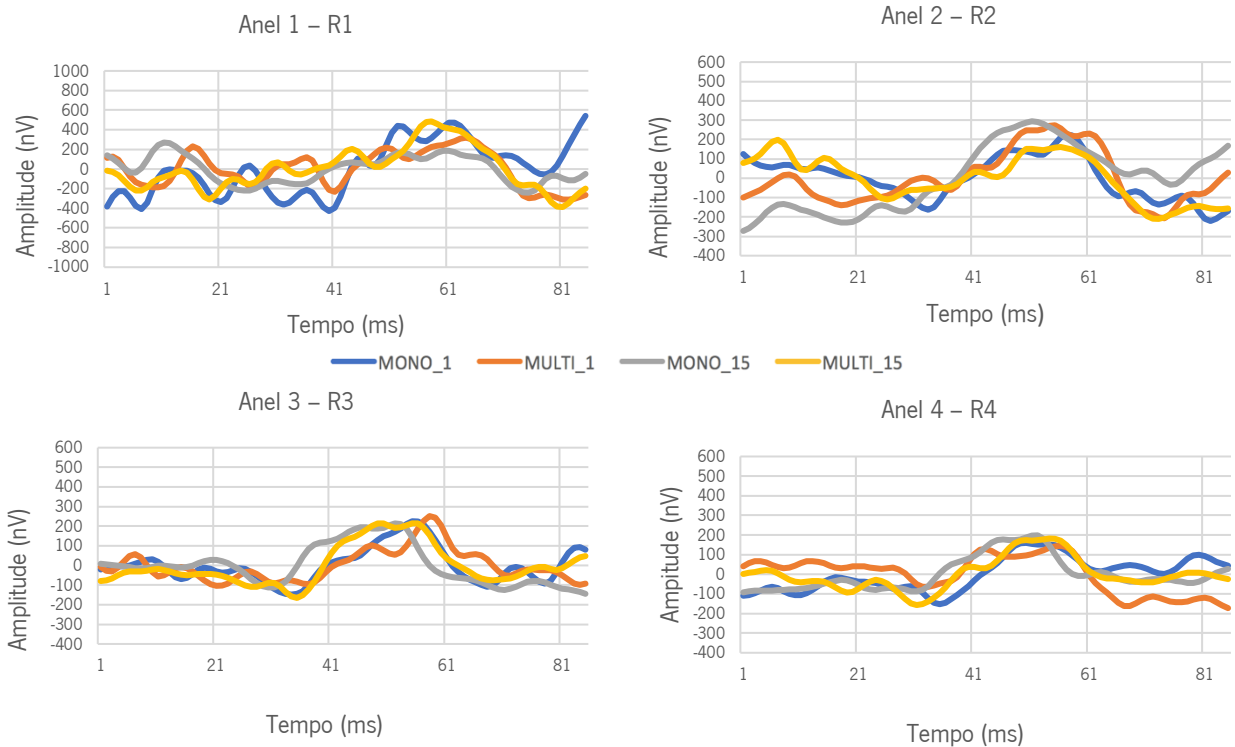 Anel 1 – R1
Amplitude (nV)
1000
800
600
400
200
0
-200
-400
-600
-800
-1000
1 21 41 61 81
Tempo (ms)
Anel 2 – R2
Amplitude (nV)
600
500
400
300
200
100
0
-100
-200
-300
-400
1 21 41 61 81
Tempo (ms)
MONO_1 MULTI_1 MONO_15 MULTI_15
Anel 3 – R3
Amplitude (nV)
600
500
400
300
200
100
0
-100
-200
-300
-400
1 21 41 61 81
Tempo (ms)
Anel 4 – R4
Ampitude (nV)
600
500
400
300
200
100
0
-100
-200
-300
-400
1 21 41 61 81
Tempo (ms)